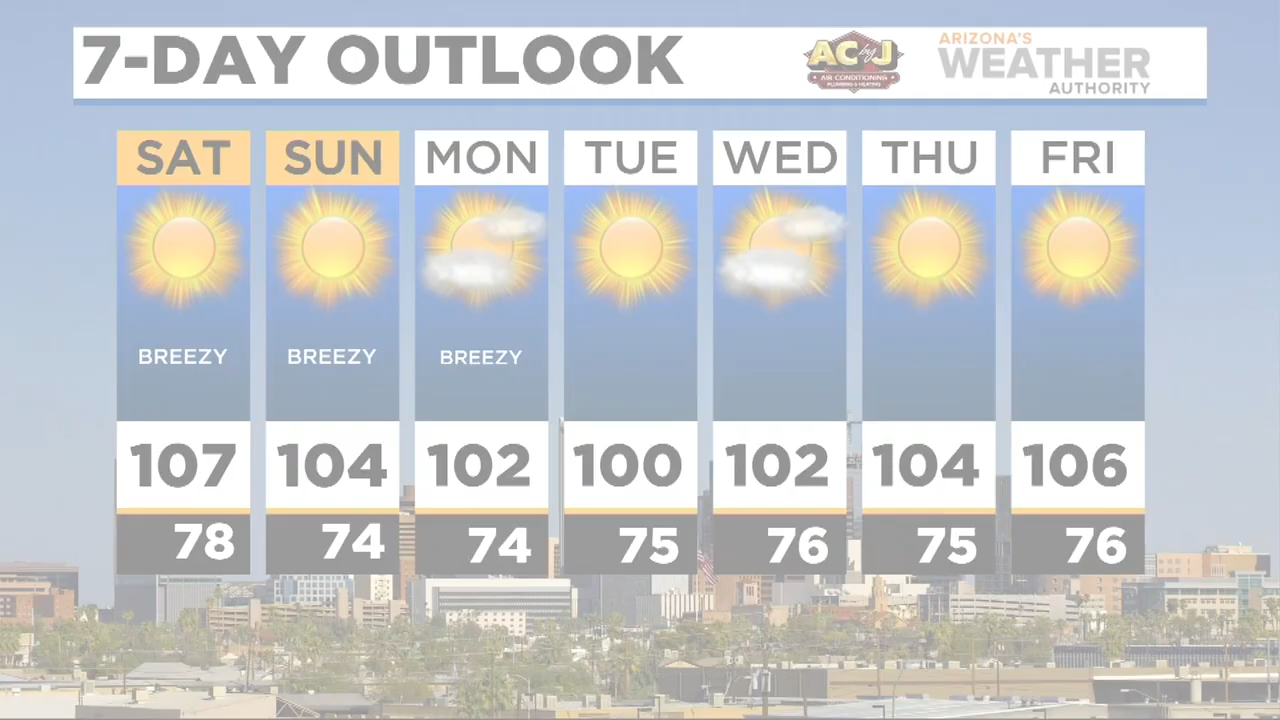 7-DAY OUTLOOK
AC by J
AIR CONDITIONING
PLUMBING & HEATING
ARIZONA'S
WEATHER
AUTHORITY
SAT SUN MON TUE WED THU FRI
BREEZY BREEZY BREEZY
107 104 102 100 102 104 106
78 74 74 75 76 75 76